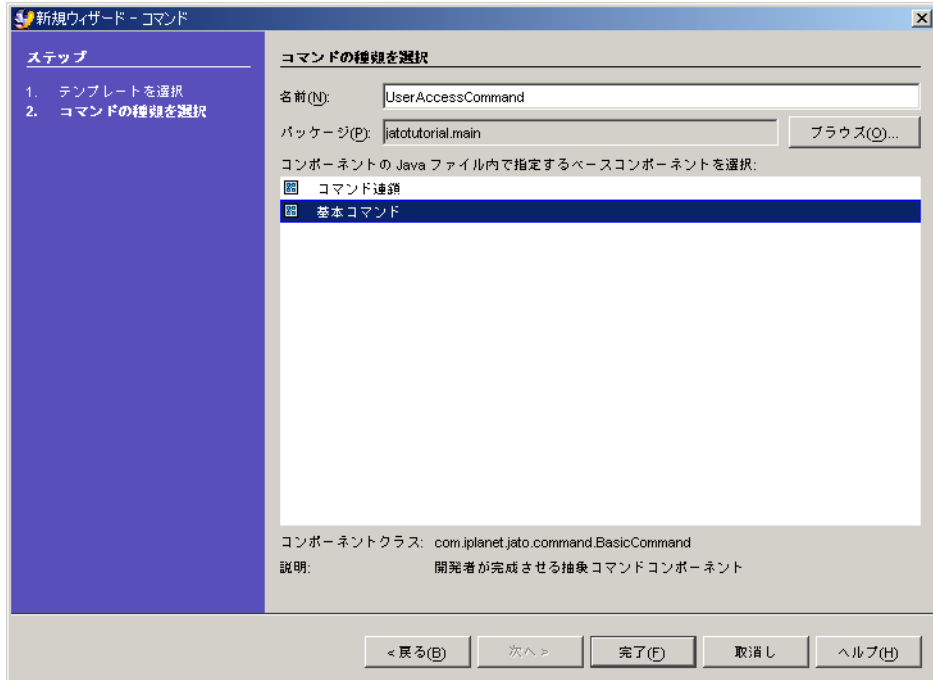 新規ウィザード - コマンド
ステップ
1. テンプレートを選択
2. コマンドの種類を選択
コマンドの種類を選択
名前(N): UserAccessCommand
パッケージ(P): jatotutorial.main ブラウズ(O)...
コンポーネントの Java ファイル内で指定するベースコンポーネントを選択:
コマンド連鎖
基本コマンド
コンポーネントクラス: com.iplanet.jato.command.BasicCommand
説明: 開発者が完成させる抽象コマンドコンポーネント
< 戻る(B) 次へ > 完了(F) 取消し ヘルプ(H)